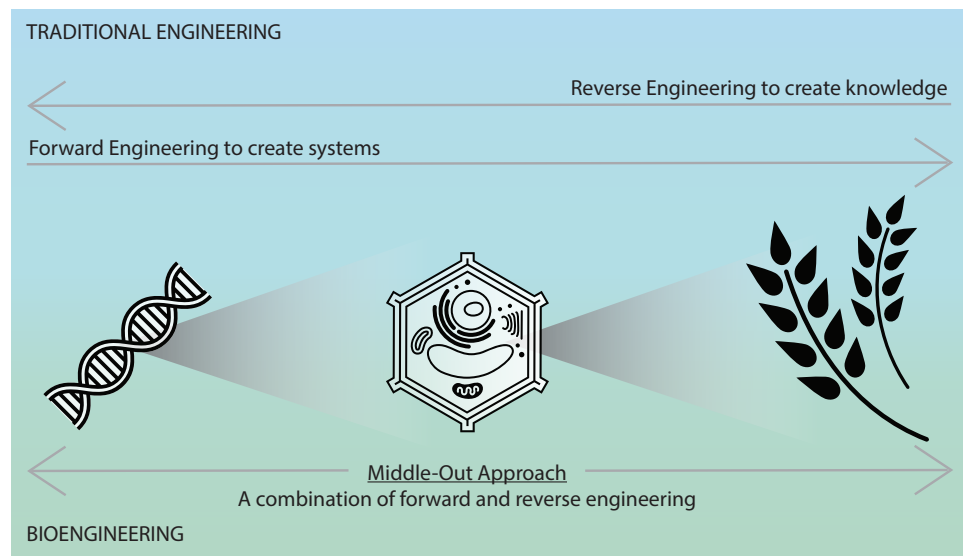 TRADITIONAL ENGINEERING
Reverse Engineering to create knowledge
Forward Engineering to create systems
Middle-Out Approach
A combination of forward and reverse engineering
BIOENGINEERING